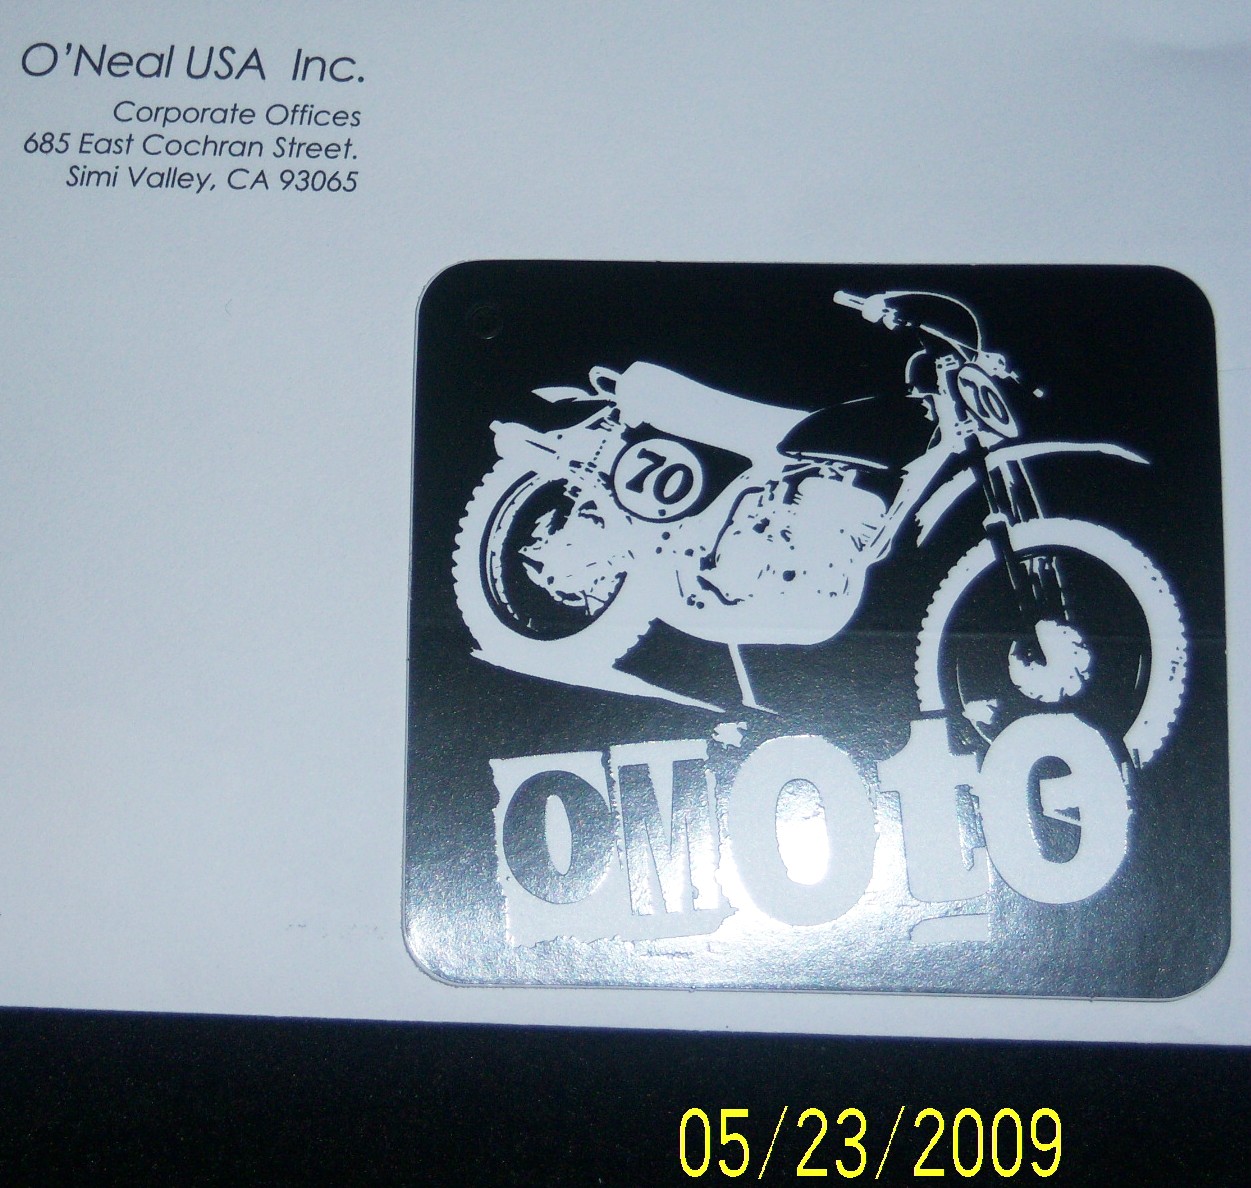 O'Neal USA Inc.
Corporate Offices
685 East Cochran Street.
Simi Valley, CA 93065
70
70
OMOtO
05/23/2009